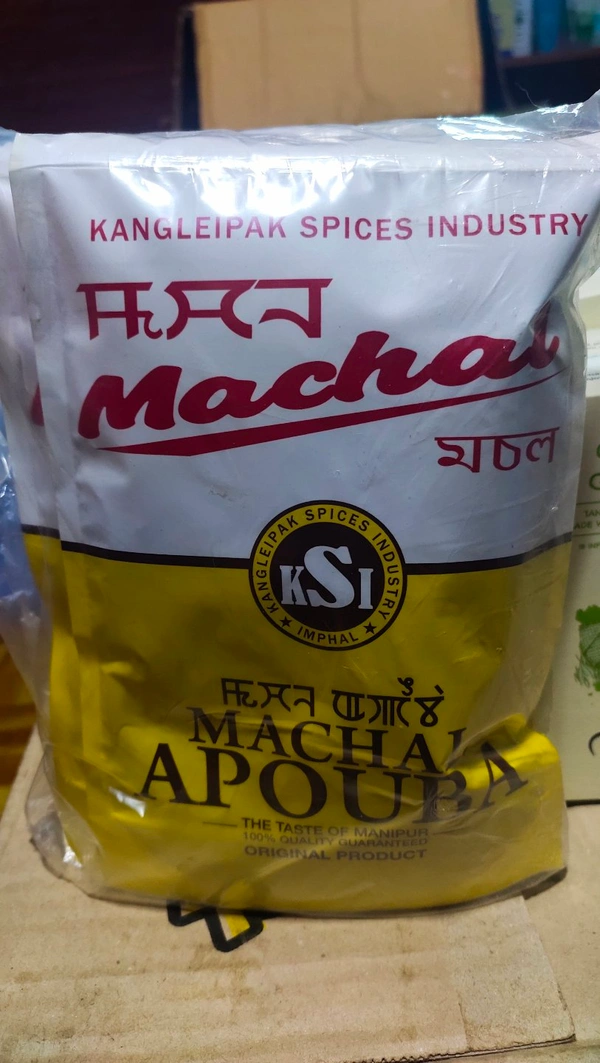 KANGLEIPAK SPICES INDUSTRY
ꯃꯆꯜ
Machal
মচল
KANGLEIPAK SPICES INDUSTRY
KSI
★ IMPHAL ★
ꯃꯆꯜ ꯑꯄꯧꯕꯥ
MACHAL
APOUBA
THE TASTE OF MANIPUR
100% QUALITY GUARANTEED
ORIGINAL PRODUCT